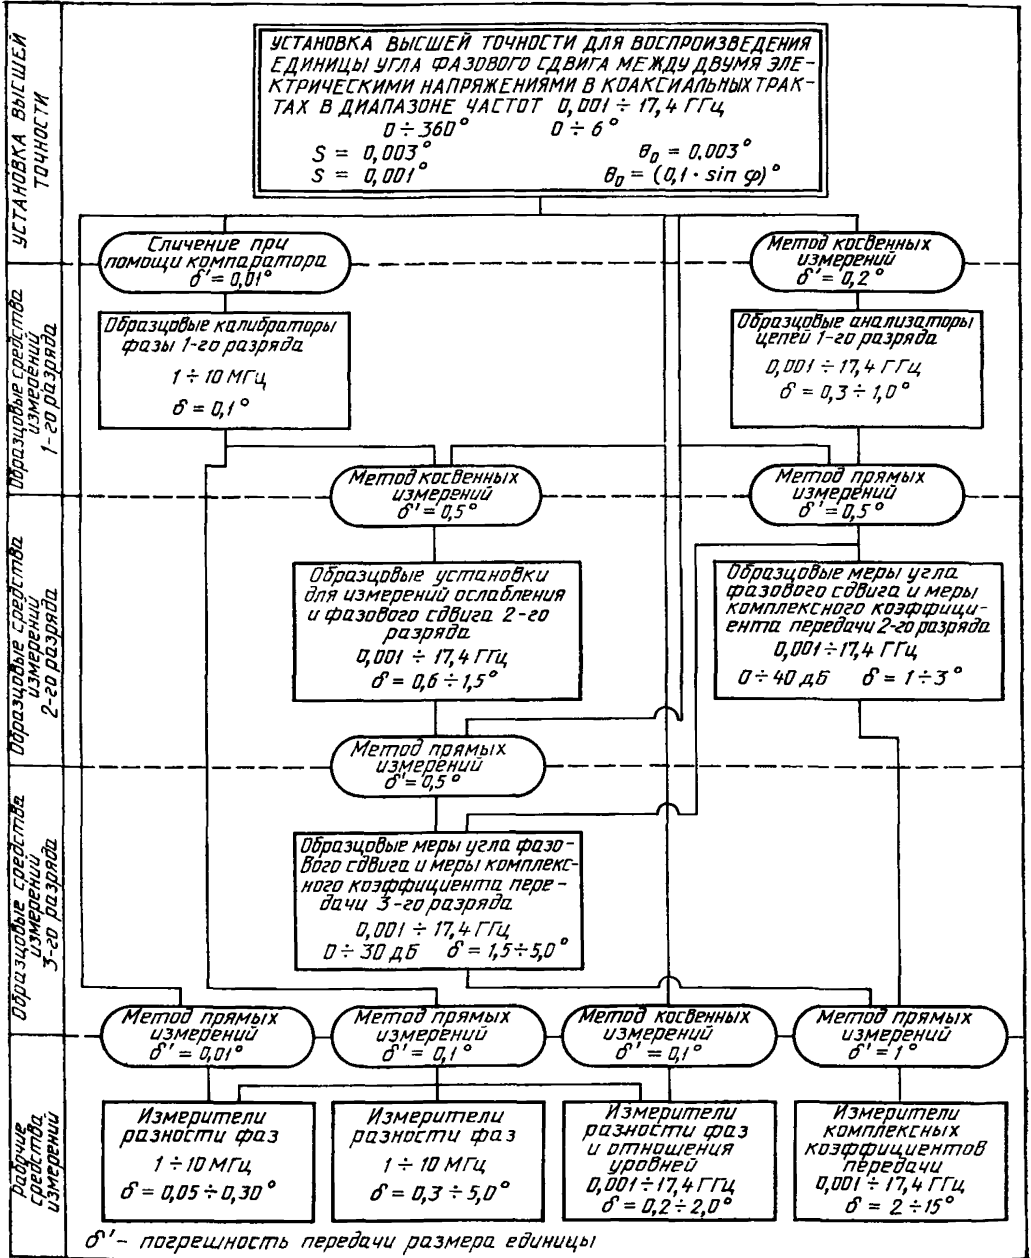 УСТАНОВКА ВЫСШЕЙ
ТОЧНОСТИ
УСТАНОВКА ВЫСШЕЙ ТОЧНОСТИ ДЛЯ ВОСПРОИЗВЕДЕНИЯ
ЕДИНИЦЫ УГЛА ФАЗОВОГО СДВИГА МЕЖДУ ДВУМЯ ЭЛЕ-
КТРИЧЕСКИМИ НАПРЯЖЕНИЯМИ В КОАКСИАЛЬНЫХ ТРАК-
ТАХ В ДИАПАЗОНЕ ЧАСТОТ 0,001 ÷ 17,4 ГГц
0 ÷ 360° 0 ÷ 6°
S = 0,003° θ₀ = 0.003°
S = 0,001° θ₀ = (0,1 · sin φ)°
Сличение при
помощи компаратора
δ' = 0,01°
Метод косвенных
измерений
δ' = 0,2°
Образцовые средства
измерений
1-го разряда
Образцовые калибраторы
фазы 1-го разряда
1 ÷ 10 МГц
δ = 0,1°
Образцовые анализаторы
цепей 1-го разряда
0,001 ÷ 17,4 ГГц
δ = 0,3 ÷ 1,0°
Метод косвенных
измерений
δ' = 0,5°
Метод прямых
измерений
δ' = 0,5°
Образцовые средства
измерений
2-го разряда
Образцовые установки
для измерений ослабления
и фазового сдвига 2-го
разряда
0,001 ÷ 17,4 ГГц
δ = 0,6 ÷ 1,5°
Образцовые меры угла
фазового сдвига и меры
комплексного коэффици-
ента передачи 2-го разряда
0,001 ÷ 17,4 ГГц
0 ÷ 40 дБ δ = 1 ÷ 3°
Метод прямых
измерений
δ' = 0,5°
Образцовые средства
измерений
3-го разряда
Образцовые меры угла фазо-
вого сдвига и меры комплекс-
ного коэффициента пере-
дачи 3-го разряда
0,001 ÷ 17,4 ГГц
0 ÷ 30 дБ δ = 1,5 ÷ 5,0°
Метод прямых
измерений
δ' = 0,01°
Метод прямых
измерений
δ' = 0,1°
Метод косвенных
измерений
δ' = 0,1°
Метод прямых
измерений
δ' = 1°
Рабочие
средства
измерений
Измерители
разности фаз
1 ÷ 10 МГц
δ = 0,05 ÷ 0,30°
Измерители
разности фаз
1 ÷ 10 МГц
δ = 0,3 ÷ 5,0°
Измерители
разности фаз
и отношения
уровней
0,001 ÷ 17,4 ГГц
δ = 0,2 ÷ 2,0°
Измерители
комплексных
коэффициентов
передачи
0,001 ÷ 17,4 ГГц
δ = 2 ÷ 15°
δ' - погрешность передачи размера единицы